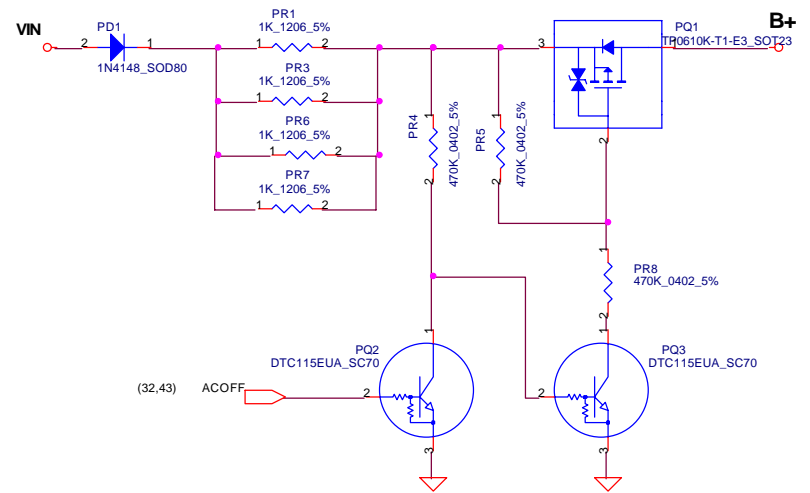 VIN
PD1
2
1
1N4148_SOD80
PR1
1K_1206_5%
1
2
PR3
1K_1206_5%
1
2
PR6
1K_1206_5%
1
2
PR7
1K_1206_5%
1
2
PR4
470K_0402_5%
1
2
PR5
470K_0402_5%
1
2
3
PQ1
TP0610K-T1-E3_SOT23
1
2
B+
1
PR8
470K_0402_5%
2
PQ2
DTC115EUA_SC70
1
2
3
PQ3
DTC115EUA_SC70
1
2
3
(32,43) ACOFF